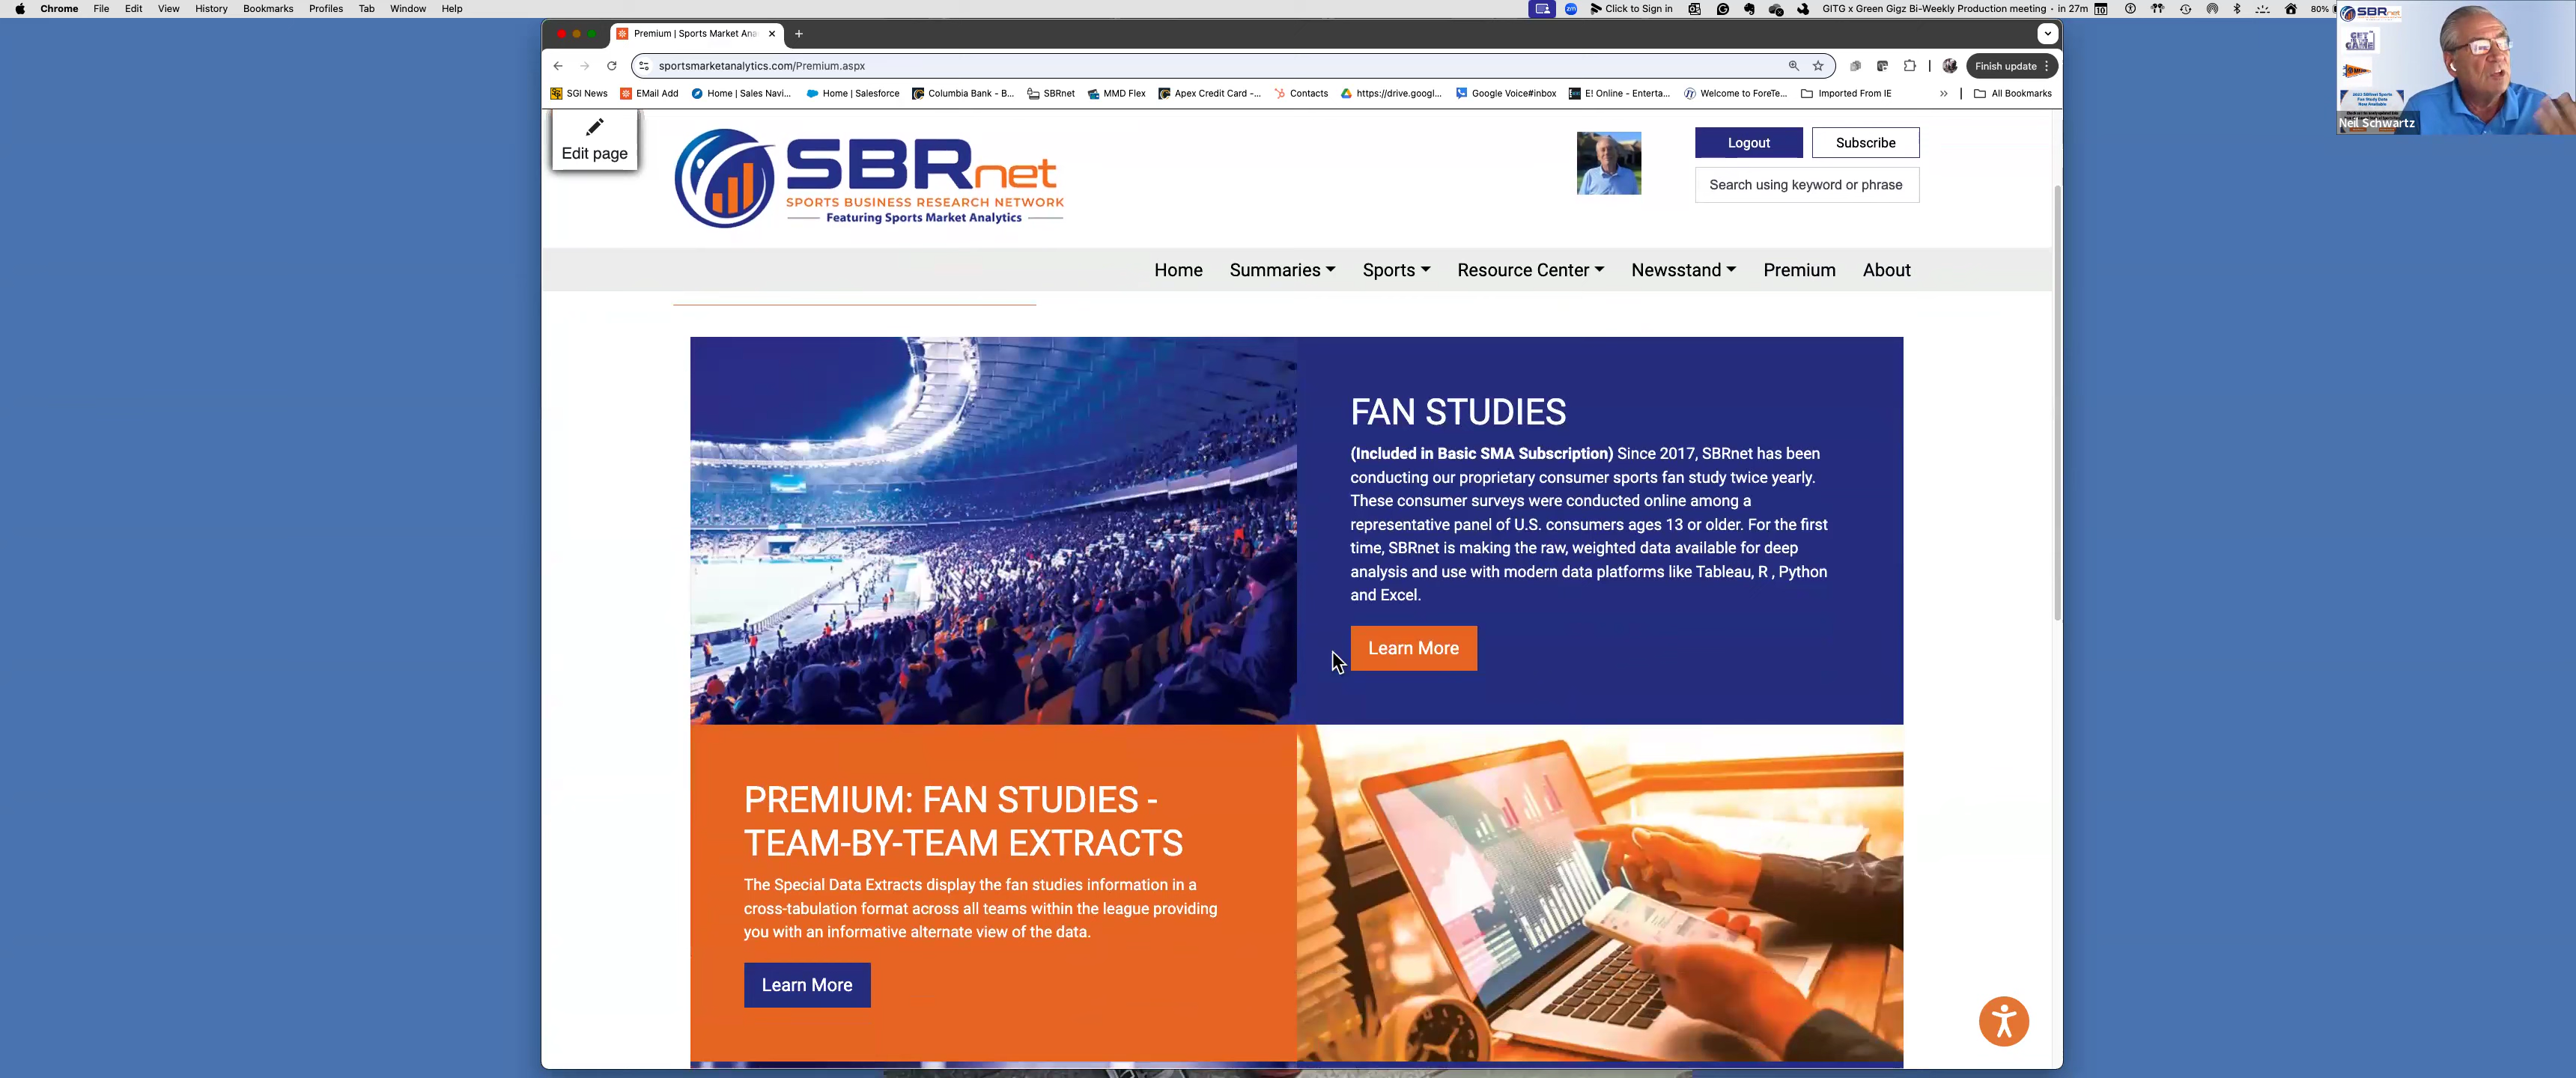 Chrome File Edit View History Bookmarks Profiles Tab Window Help
Click to Sign in
GITG x Green Gigz Bi-Weekly Production meeting · in 27m
10
80%
Premium | Sports Market Ana
sportsmarketanalytics.com/Premium.aspx
Finish update
SGI News EMail Add Home | Sales Navi... Home | Salesforce Columbia Bank - B... SBRnet MMD Flex Apex Credit Card -... Contacts https://drive.googl... Google Voice#inbox E! Online - Enterta... Welcome to ForeTe... Imported From IE » All Bookmarks
SBRnet
GET
GAME
Neil Schwartz
Edit page
SBRnet
SPORTS BUSINESS RESEARCH NETWORK
Featuring Sports Market Analytics
Logout Subscribe
Search using keyword or phrase
Home Summaries Sports Resource Center Newsstand Premium About
FAN STUDIES
(Included in Basic SMA Subscription) Since 2017, SBRnet has been
conducting our proprietary consumer sports fan study twice yearly.
These consumer surveys were conducted online among a
representative panel of U.S. consumers ages 13 or older. For the first
time, SBRnet is making the raw, weighted data available for deep
analysis and use with modern data platforms like Tableau, R , Python
and Excel.
Learn More
PREMIUM: FAN STUDIES -
TEAM-BY-TEAM EXTRACTS
The Special Data Extracts display the fan studies information in a
cross-tabulation format across all teams within the league providing
you with an informative alternate view of the data.
Learn More